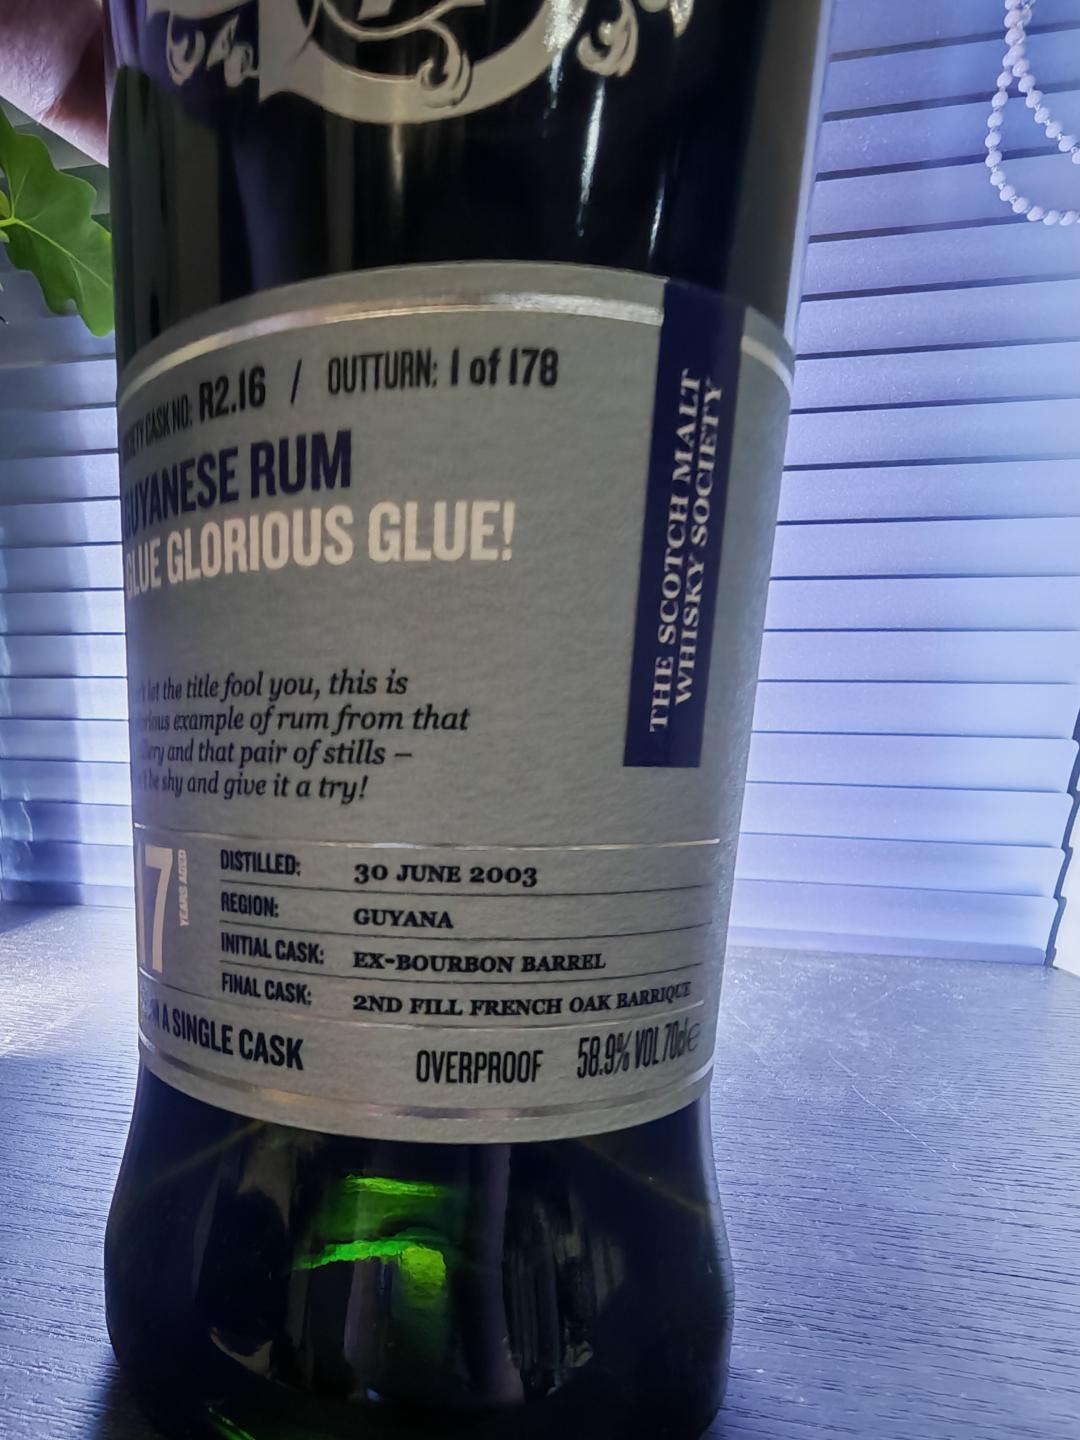 CASK NO: R2.16 / OUTTURN: 1 of 178
GUYANESE RUM
GLUE GLORIOUS GLUE!
let the title fool you, this is
example of rum from that
and that pair of stills –
be shy and give it a try!
17 YEARS AGED
DISTILLED: 30 JUNE 2003
REGION: GUYANA
INITIAL CASK: EX-BOURBON BARREL
FINAL CASK: 2ND FILL FRENCH OAK BARRIQUE
A SINGLE CASK
OVERPROOF 58.9% VOL 70cl e
THE SCOTCH MALT
WHISKY SOCIETY